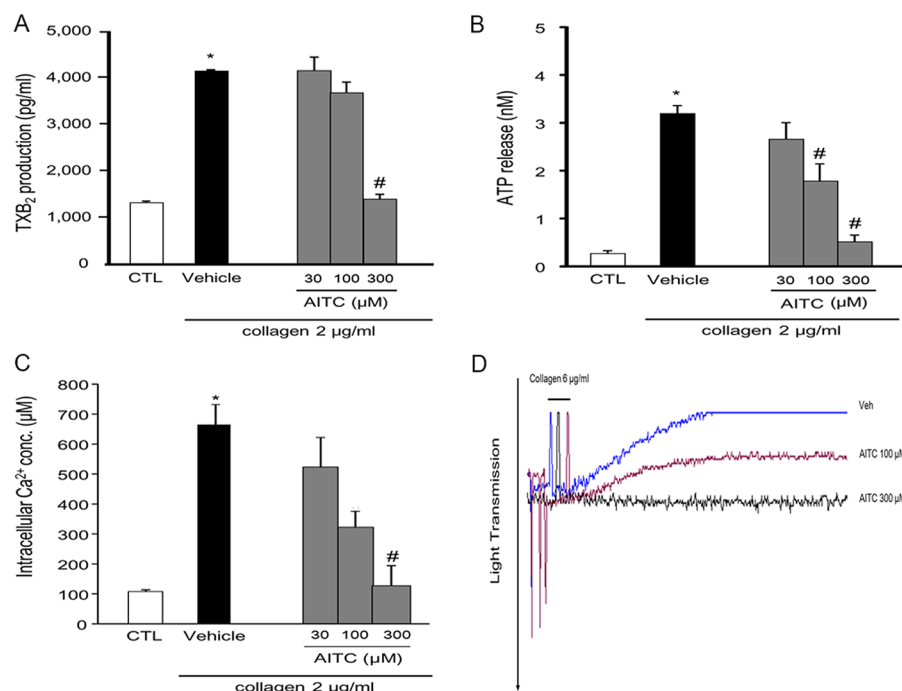 A
TXB₂ production (pg/ml)
5,000
4,000
3,000
2,000
1,000
0
*
#
CTL
Vehicle
30 100 300
AITC (µM)
collagen 2 µg/ml
B
ATP release (nM)
5
4
3
2
1
0
*
#
#
CTL
Vehicle
30 100 300
AITC (µM)
collagen 2 µg/ml
C
Intracellular Ca²⁺ conc. (µM)
800
700
600
500
400
300
200
100
0
*
#
CTL
Vehicle
30 100 300
AITC (µM)
collagen 2 µg/ml
D
Collagen 6 µg/ml
Light Transmission
Veh
AITC 100 µM
AITC 300 µM